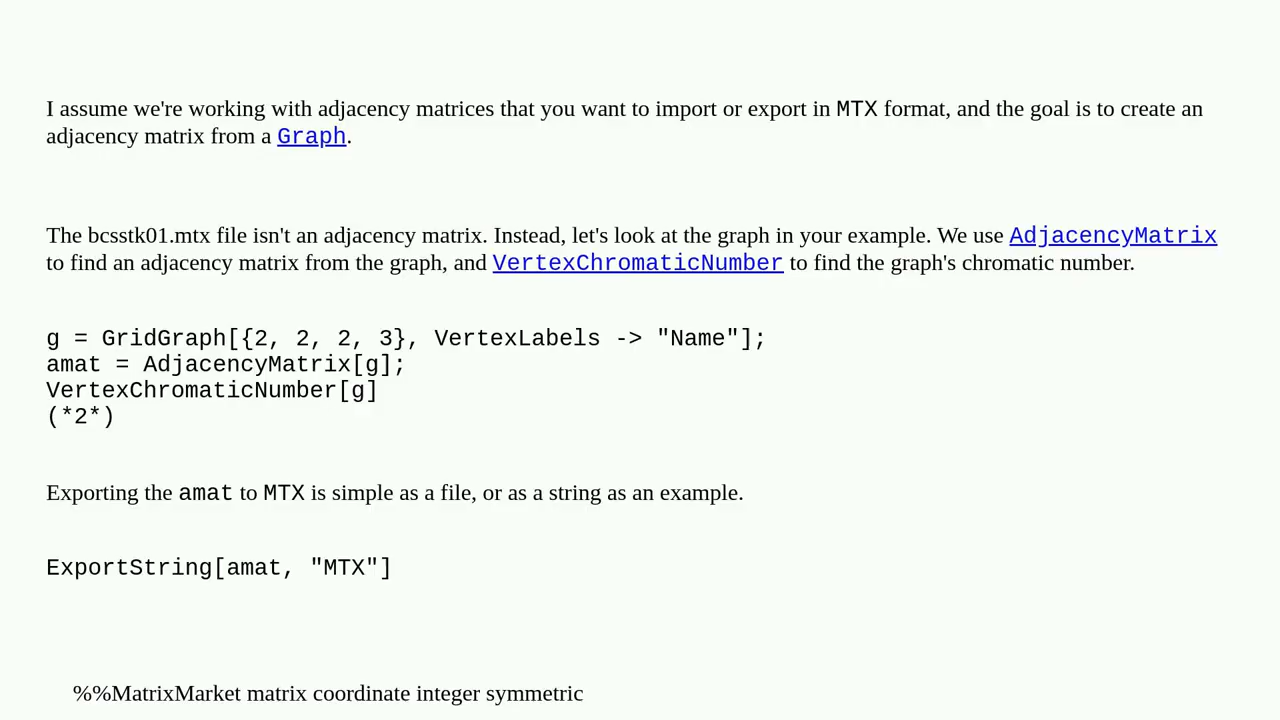 I assume we're working with adjacency matrices that you want to import or export in MTX format, and the goal is to create an
adjacency matrix from a Graph.
The bcsstk01.mtx file isn't an adjacency matrix. Instead, let's look at the graph in your example. We use AdjacencyMatrix
to find an adjacency matrix from the graph, and VertexChromaticNumber to find the graph's chromatic number.
g = GridGraph[{2, 2, 2, 3}, VertexLabels -> "Name"];
amat = AdjacencyMatrix[g];
VertexChromaticNumber[g]
(*2*)
Exporting the amat to MTX is simple as a file, or as a string as an example.
ExportString[amat, "MTX"]
%%MatrixMarket matrix coordinate integer symmetric